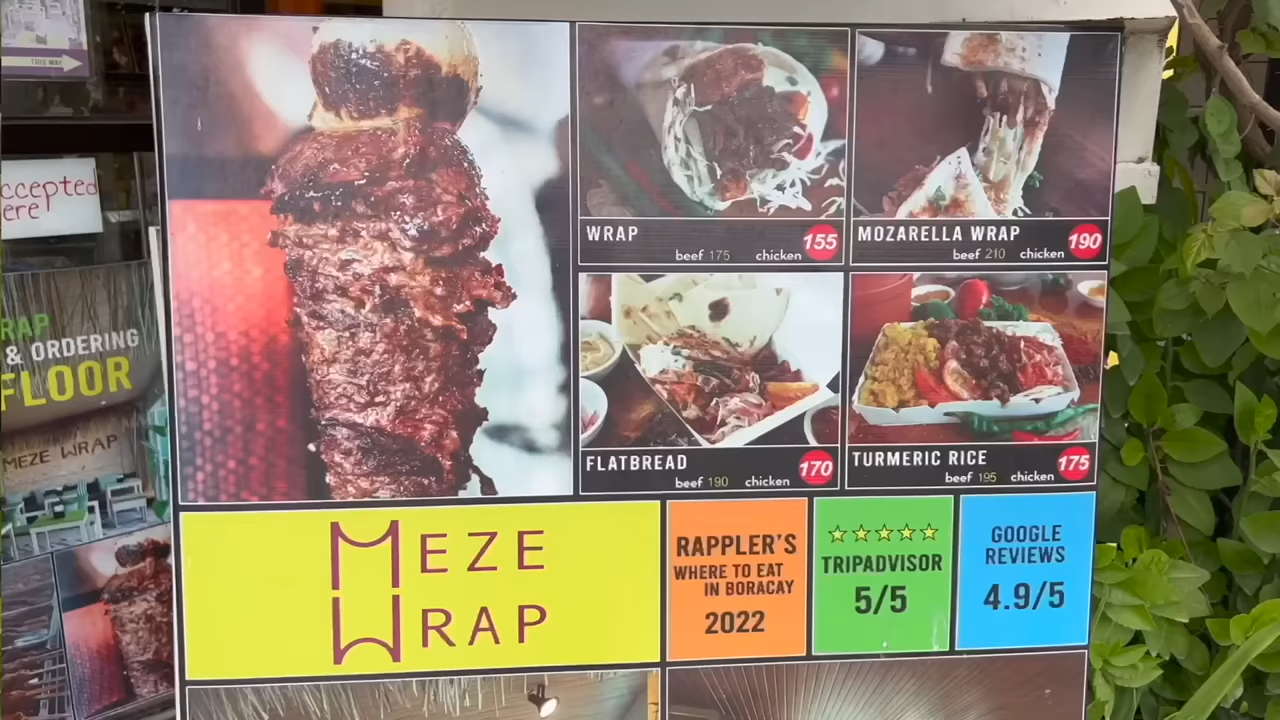 THIS WAY
ccepted
ere
RAP
& ORDERING
FLOOR
MEZE WRAP
WRAP
beef 175 chicken 155
MOZARELLA WRAP
beef 210 chicken 190
FLATBREAD
beef 190 chicken 170
TURMERIC RICE
beef 195 chicken 175
MEZE
WRAP
RAPPLER'S
WHERE TO EAT
IN BORACAY
2022
TRIPADVISOR
5/5
GOOGLE
REVIEWS
4.9/5